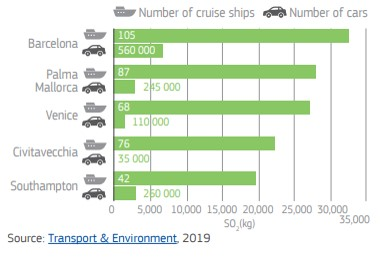 Number of cruise ships Number of cars
Barcelona
105
560 000
Palma
Mallorca
87
245 000
Venice
68
110 000
Civitavecchia
76
35 000
Southampton
42
260 000
0 5,000 10,000 15,000 20,000 25,000 30,000 35,000
SO2(kg)
Source: Transport & Environment, 2019